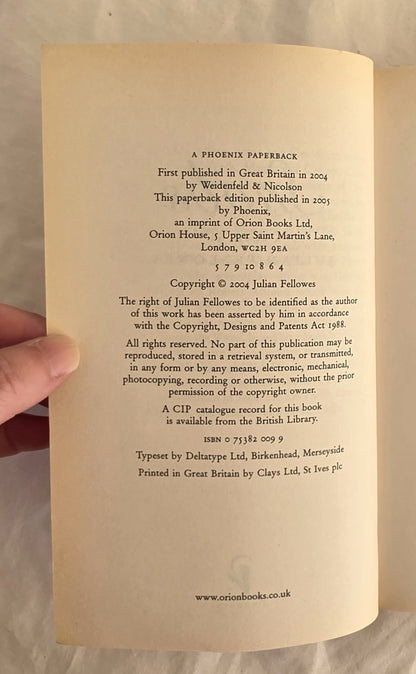 A PHOENIX PAPERBACK
First published in Great Britain in 2004
by Weidenfeld & Nicolson
This paperback edition published in 2005
by Phoenix,
an imprint of Orion Books Ltd,
Orion House, 5 Upper Saint Martin's Lane,
London, WC2H 9EA
5 7 9 10 8 6 4
Copyright © 2004 Julian Fellowes
The right of Julian Fellowes to be identified as the author
of this work has been asserted by him in accordance
with the Copyright, Designs and Patents Act 1988.
All rights reserved. No part of this publication may be
reproduced, stored in a retrieval system, or transmitted,
in any form or by any means, electronic, mechanical,
photocopying, recording or otherwise, without the prior
permission of the copyright owner.
A CIP catalogue record for this book
is available from the British Library.
ISBN 0 75382 009 9
Typeset by Deltatype Ltd, Birkenhead, Merseyside
Printed in Great Britain by Clays Ltd, St Ives plc
www.orionbooks.co.uk